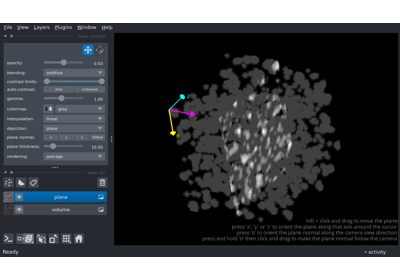 File View Layers Plugins Window Help
layer controls
opacity: 0.50
blending: additive
contrast limits:
auto-contrast: once continuous
gamma: 1.00
colormap: gray
interpolation: linear
depiction: plane
plane normal: x y z oblique
plane thickness: 10.00
rendering: average
layer list
plane
volume
shift + click and drag to move the plane
press 'x', 'y' or 'z' to orient the plane along that axis around the cursor
press 'o' to orient the plane normal along the camera view direction
press and hold 'o' then click and drag to make the plane normal follow the camera
activity